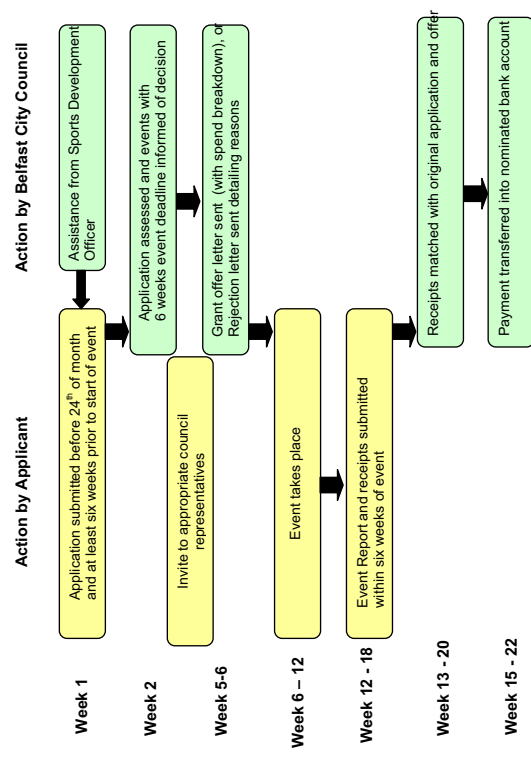 Action by Applicant
Action by Belfast City Council
Week 1
Application submitted before 24th of month
and at least six weeks prior to start of event
Assistance from Sports Development
Officer
Week 2
Application assessed and events with
6 weeks event deadline informed of decision
Invite to appropriate council
representatives
Week 5-6
Grant offer letter sent (with spend breakdown), or
Rejection letter sent detailing reasons
Week 6 – 12
Event takes place
Week 12 - 18
Event Report and receipts submitted
within six weeks of event
Week 13 - 20
Receipts matched with original application and offer
Week 15 - 22
Payment transferred into nominated bank account